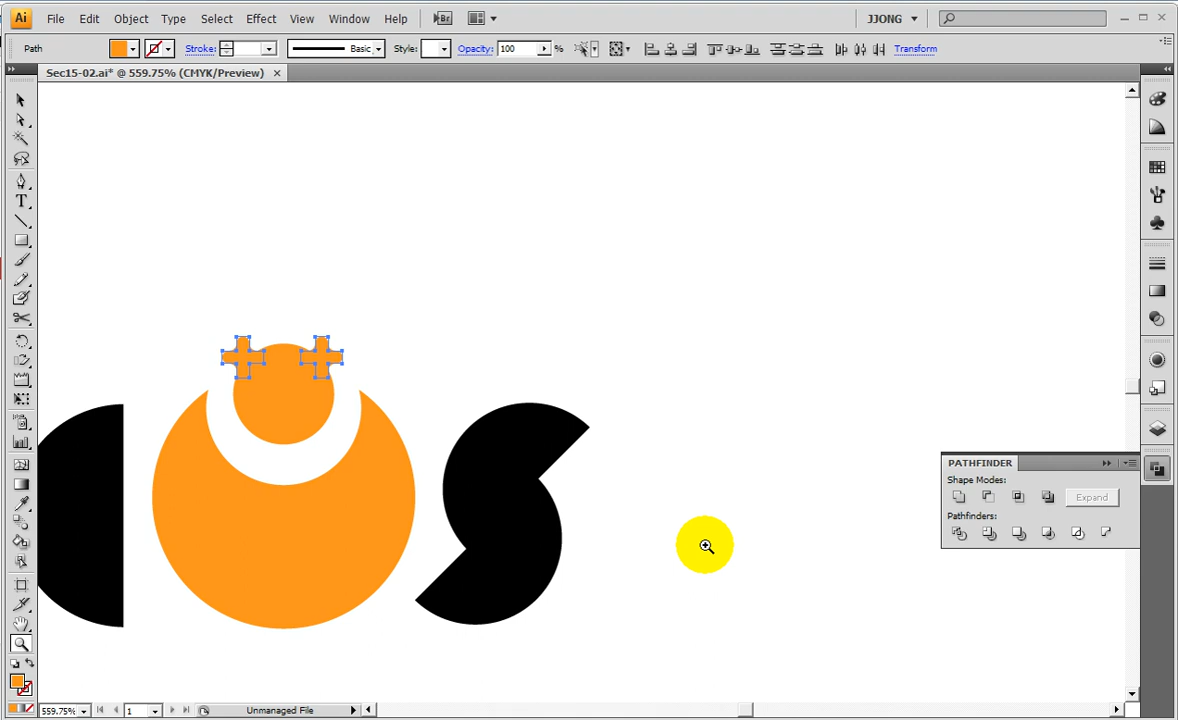 Ai File Edit Object Type Select Effect View Window Help Br JJONG
Path Stroke: Basic Style: Opacity: 100 % Transform
Sec15-02.ai* @ 559.75% (CMYK/Preview)
T
PATHFINDER
Shape Modes:
Expand
Pathfinders:
559.75% 1 Unmanaged File